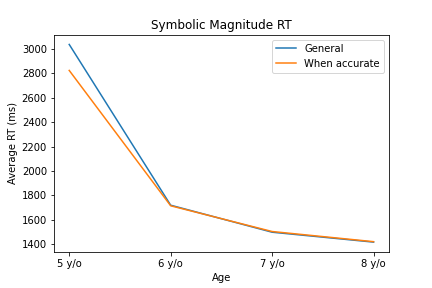 Symbolic Magnitude RT
General
When accurate
Average RT (ms)
3000
2800
2600
2400
2200
2000
1800
1600
1400
5 y/o
6 y/o
7 y/o
8 y/o
Age